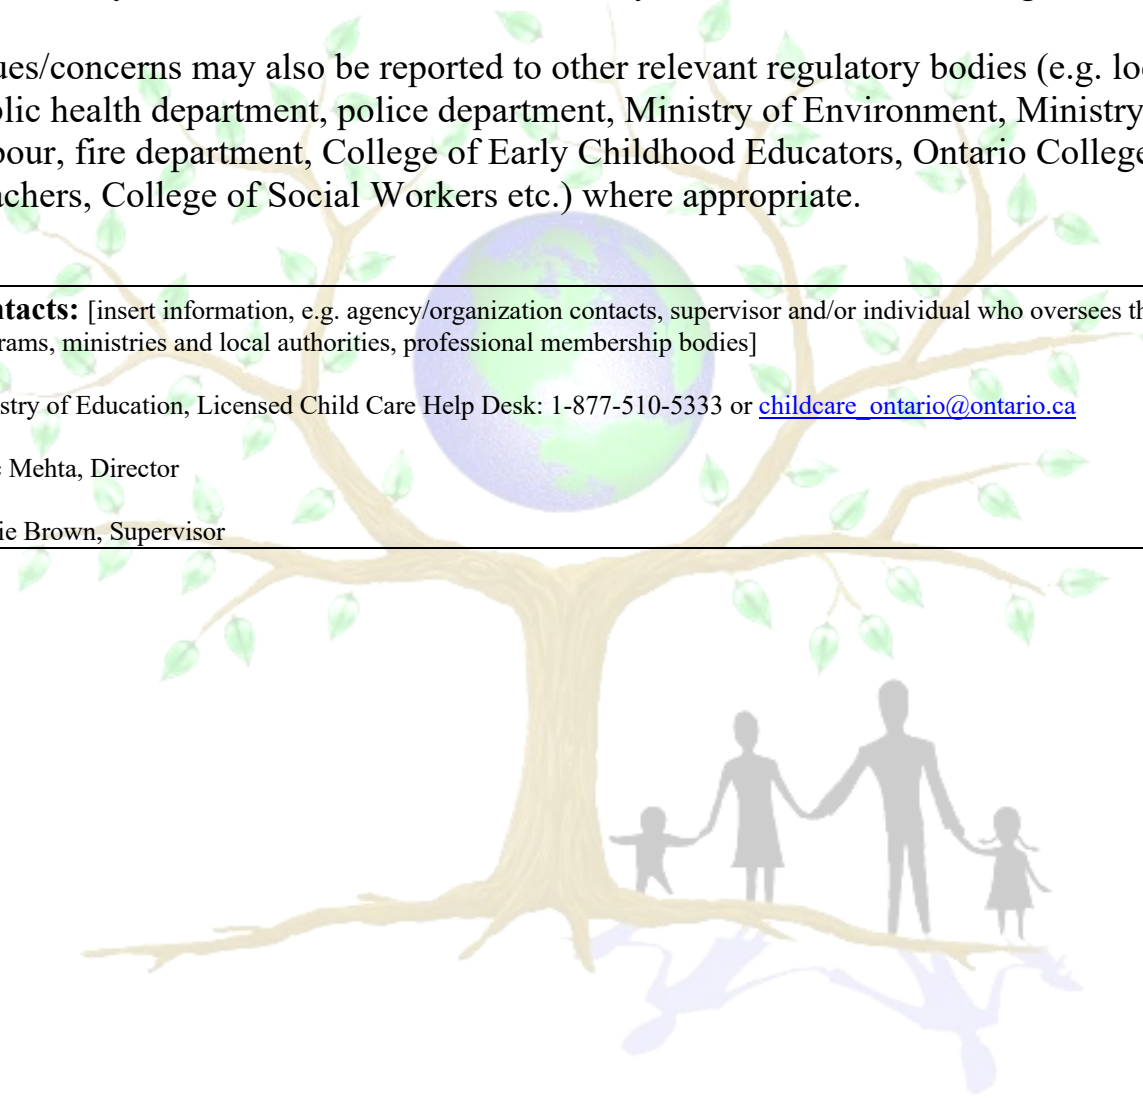 ues/concerns may also be reported to other relevant regulatory bodies (e.g. loc
lic health department, police department, Ministry of Environment, Ministry
our, fire department, College of Early Childhood Educators, Ontario College
chers, College of Social Workers etc.) where appropriate.
ntacts: [insert information, e.g. agency/organization contacts, supervisor and/or individual who oversees th
rams, ministries and local authorities, professional membership bodies]
stry of Education, Licensed Child Care Help Desk: 1-877-510-5333 or childcare_ontario@ontario.ca
Mehta, Director
ie Brown, Supervisor